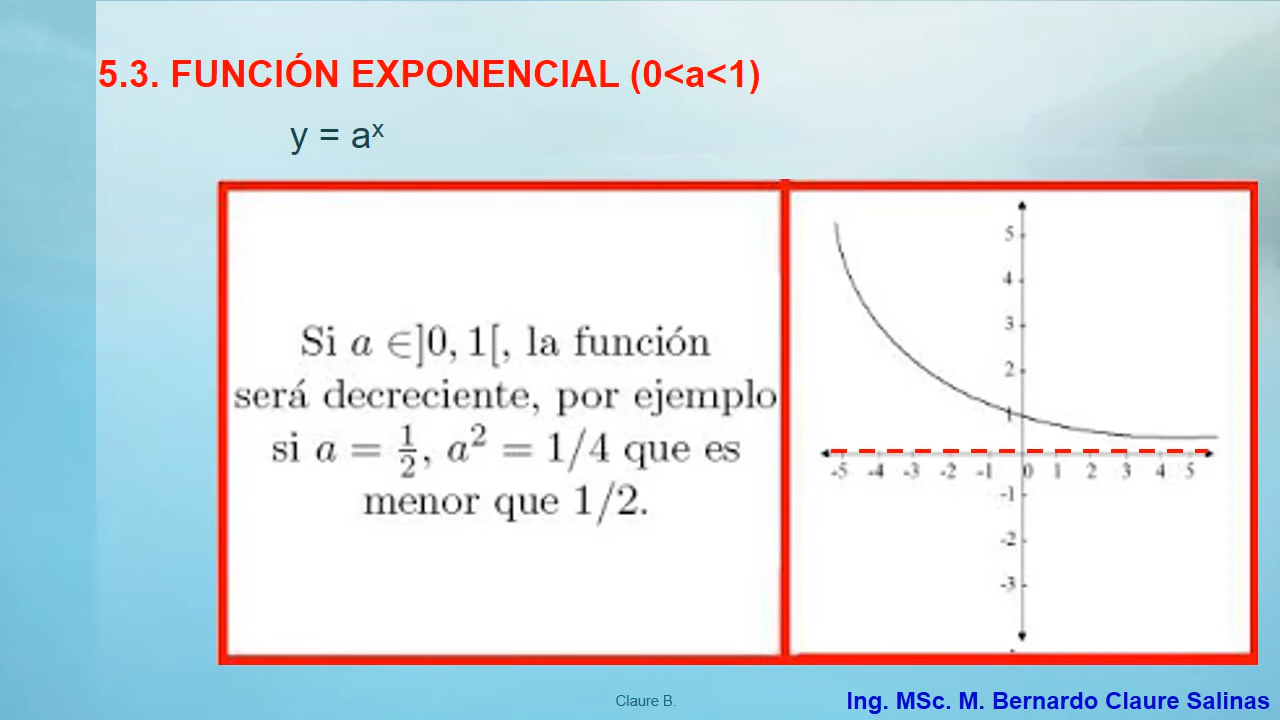 5.3. FUNCIÓN EXPONENCIAL (0<a<1)
y = aˣ
Si a ∈]0, 1[, la función
será decreciente, por ejemplo
si a = 1/2, a² = 1/4 que es
menor que 1/2.
5
4
3
2
1
-5 -4 -3 -2 -1 0 1 2 3 4 5
-1
-2
-3
Claure B.
Ing. MSc. M. Bernardo Claure Salinas